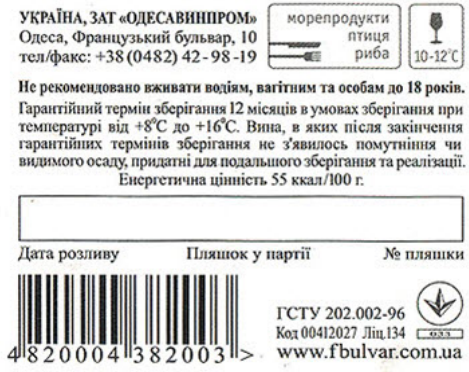 УКРАЇНА, ЗАТ «ОДЕСАВИНПРОМ»
Одеса, Французький бульвар, 10
тел/факс: +38 (0482) 42-98-19
морепродукти
птиця
риба
10-12°C
Не рекомендовано вживати водіям, вагітним та особам до 18 років.
Гарантійний термін зберігання 12 місяців в умовах зберігання при
температурі від +8°С до +16°С. Вина, в яких після закінчення
гарантійних термінів зберігання не з'явилось помутніння чи
видимого осаду, придатні для подальшого зберігання та реалізації.
Енергетична цінність 55 ккал/100 г.
Дата розливу Пляшок у партії № пляшки
ГСТУ 202.002-96
Код 00412027 Ліц.134
033
www.fbulvar.com.ua
4 820004 382003 >